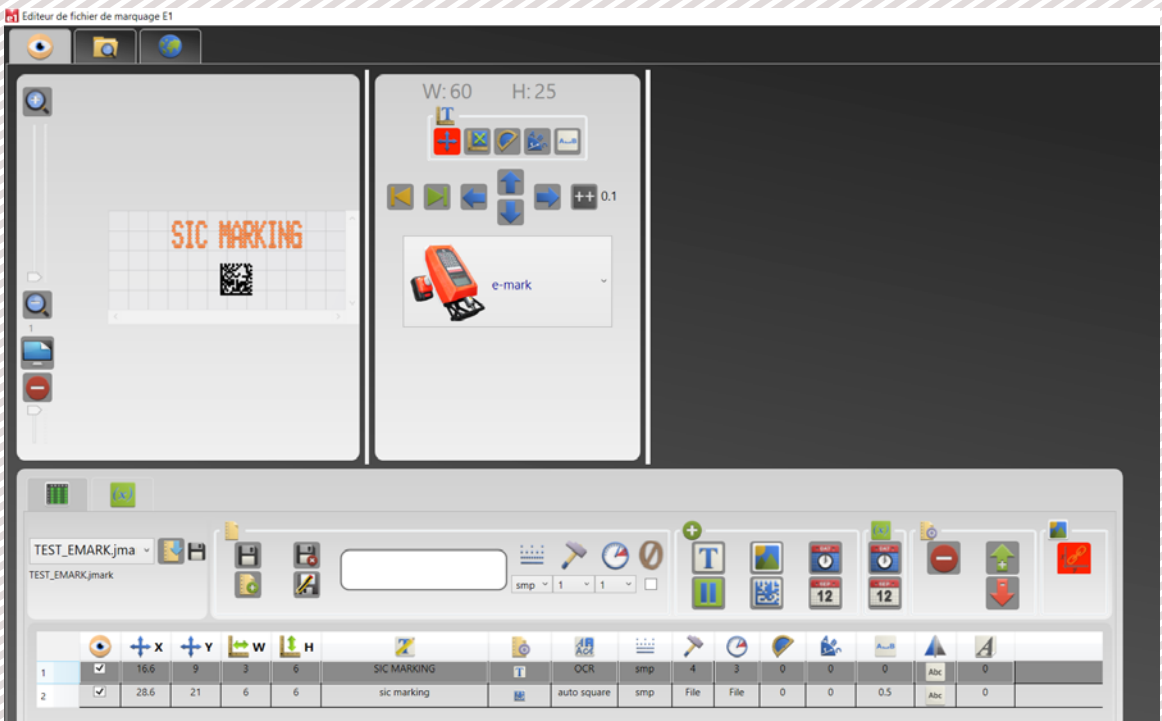 e1 Editeur de fichier de marquage E1
W: 60 H: 25
T
A...B
++ 0.1
SIC MARKING
e-mark
1
(x)
TEST_EMARK.jma
TEST_EMARK.jmark
smp 1 1
T
(x)
SEP 12
SEP 12
X Y W H
1 16.6 9 3 6 SIC MARKING T OCR smp 4 3 0 0 0 Abc 0
2 28.6 21 6 6 sic marking auto square smp File File 0 0 0.5 Abc 0